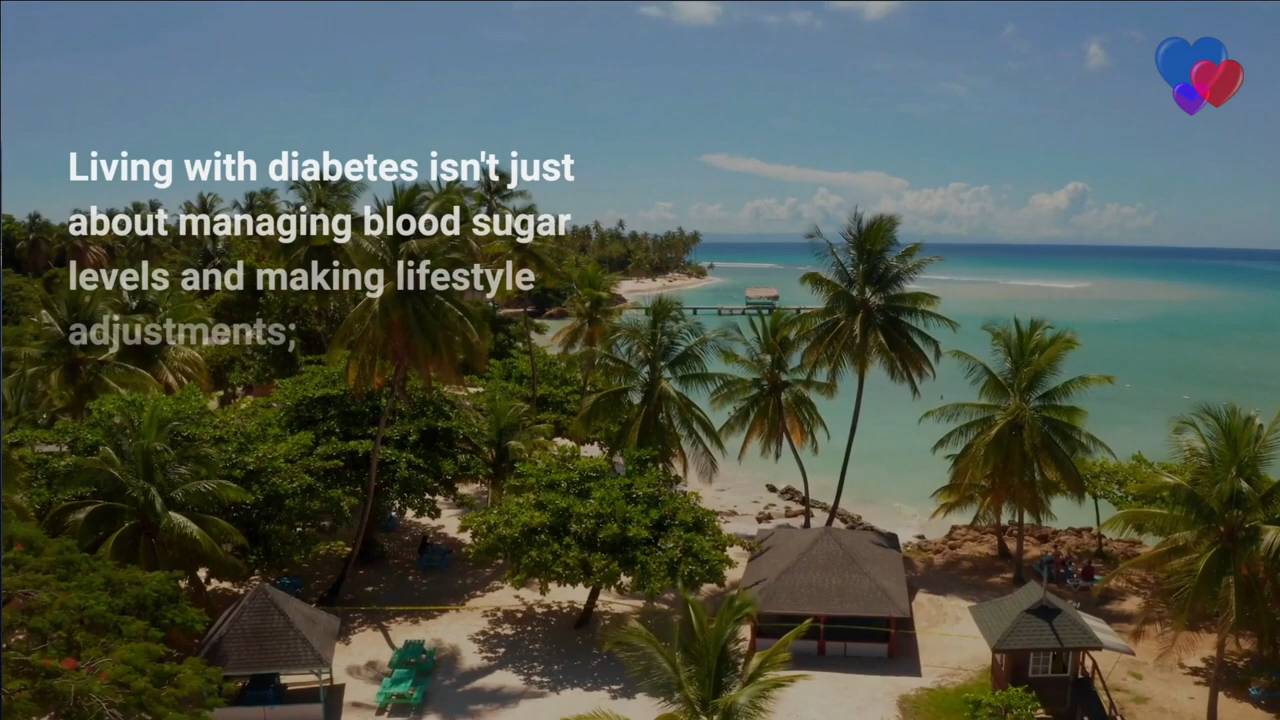 Living with diabetes isn't just
about managing blood sugar
levels and making lifestyle
adjustments;